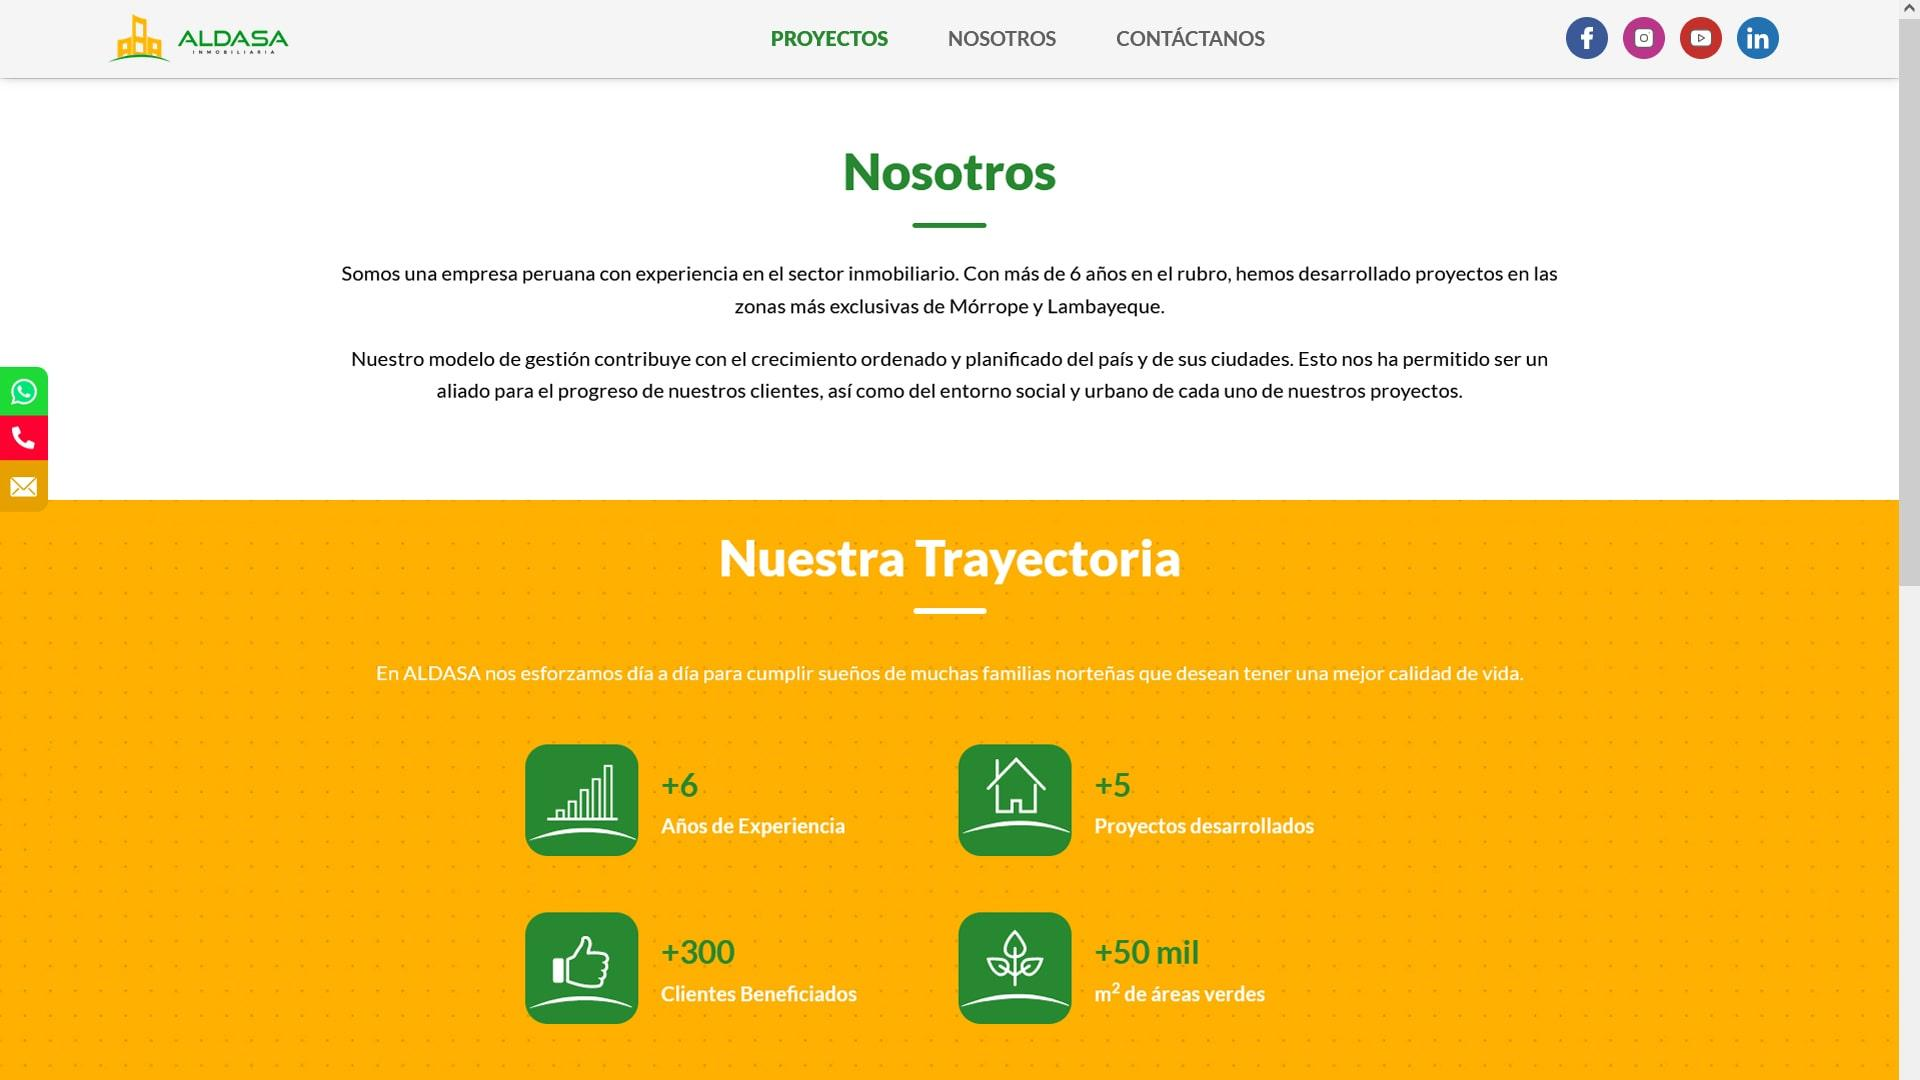 ALDASA
INMOBILIARIA
PROYECTOS
NOSOTROS
CONTÁCTANOS
Nosotros
Somos una empresa peruana con experiencia en el sector inmobiliario. Con más de 6 años en el rubro, hemos desarrollado proyectos en las
zonas más exclusivas de Mórrope y Lambayeque.
Nuestro modelo de gestión contribuye con el crecimiento ordenado y planificado del país y de sus ciudades. Esto nos ha permitido ser un
aliado para el progreso de nuestros clientes, así como del entorno social y urbano de cada uno de nuestros proyectos.
Nuestra Trayectoria
En ALDASA nos esforzamos día a día para cumplir sueños de muchas familias norteñas que desean tener una mejor calidad de vida.
+6
Años de Experiencia
+5
Proyectos desarrollados
+300
Clientes Beneficiados
+50 mil
m² de áreas verdes